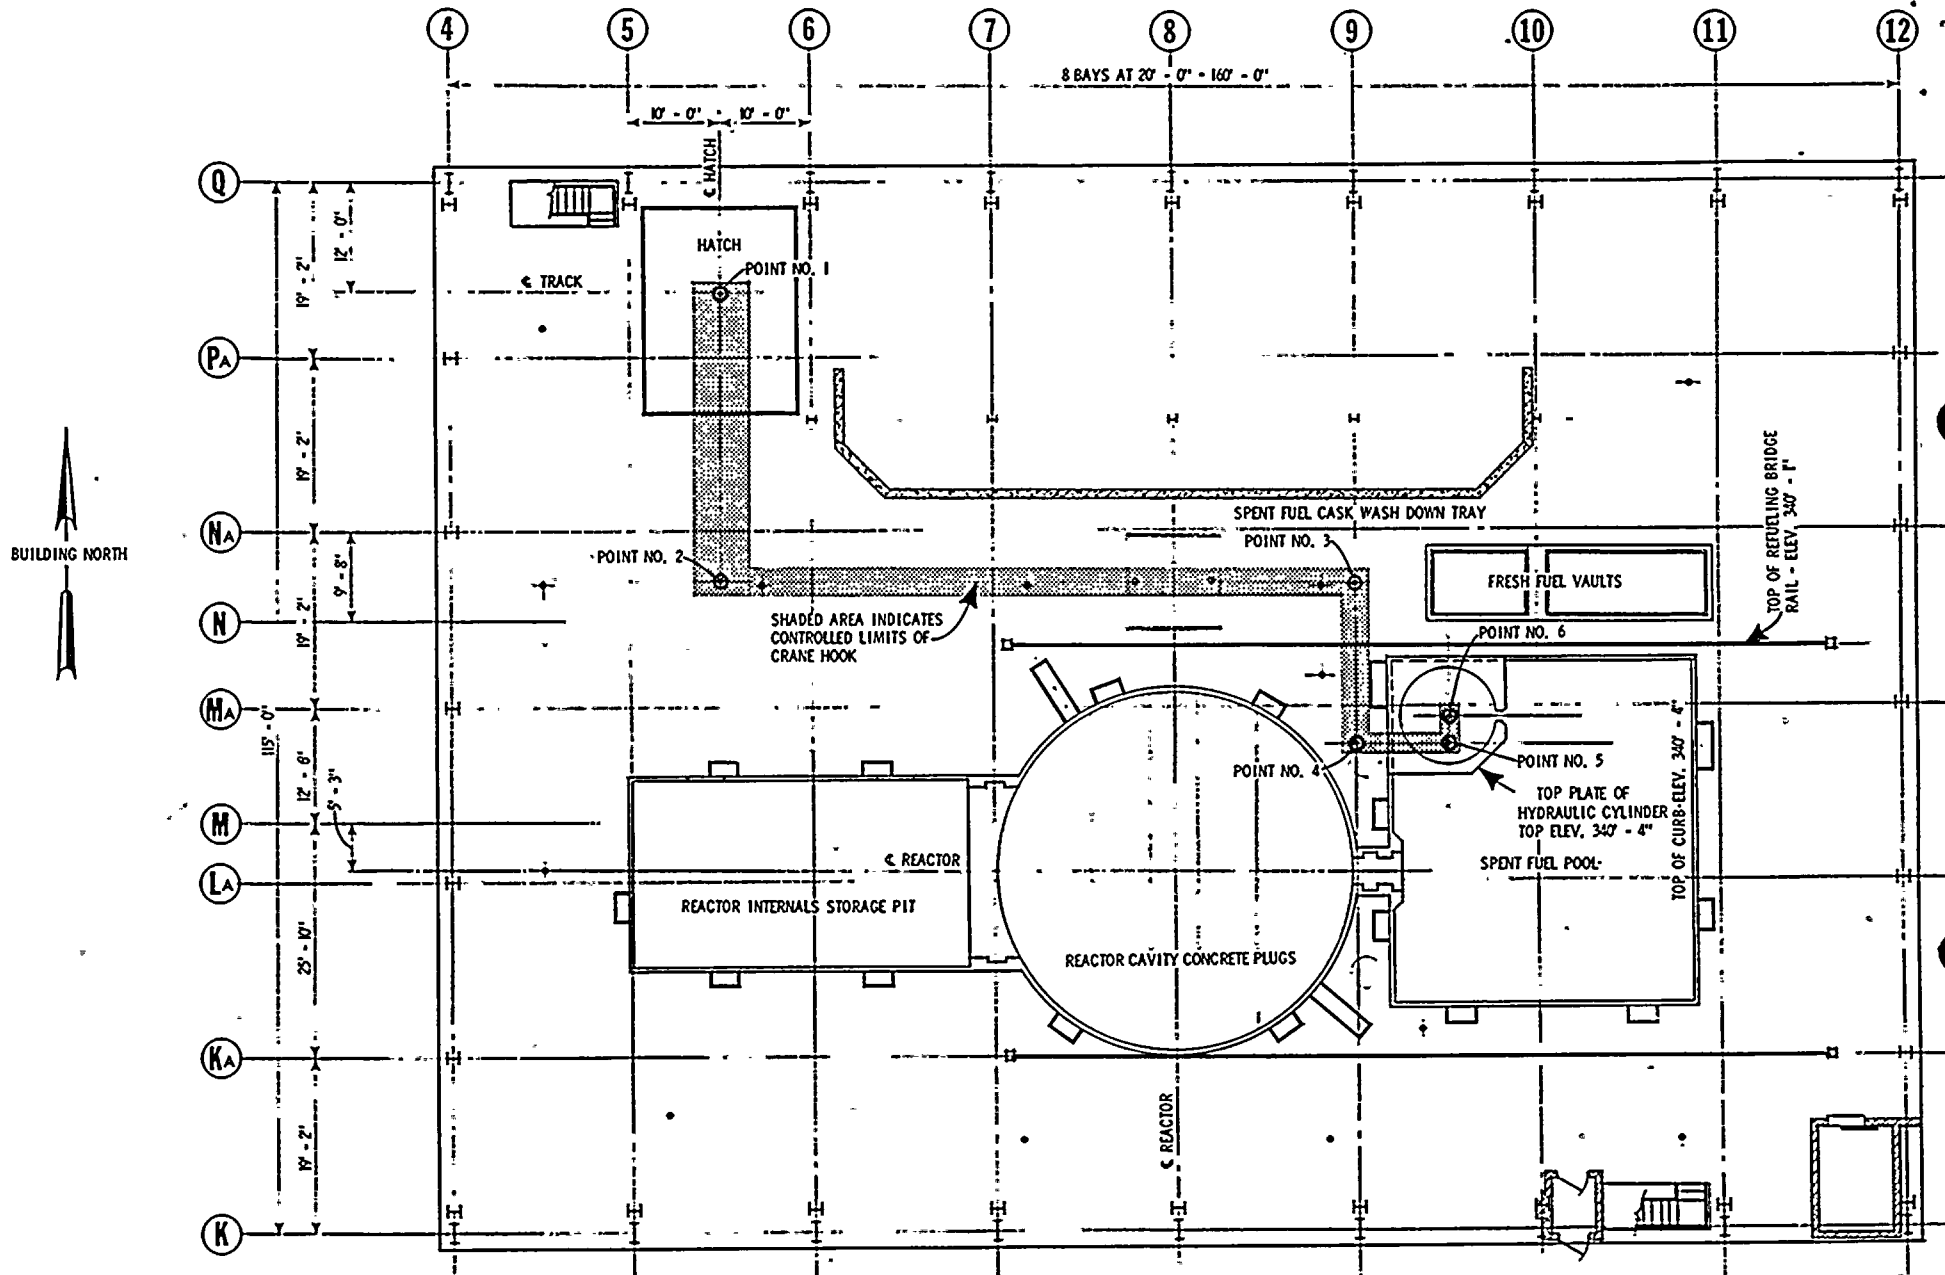 4 5 6 7 8 9 10 11 12
8 BAYS AT 20' - 0" = 160' - 0"
10' - 0" 10' - 0"
℄ HATCH
Q
12' - 0"
19' - 2"
HATCH
POINT NO. 1
℄ TRACK
PA
19' - 2"
NA
SPENT FUEL CASK WASH DOWN TRAY
TOP OF REFUELING BRIDGE
RAIL - ELEV. 340' - 1"
BUILDING NORTH
POINT NO. 2
POINT NO. 3
9' - 8"
FRESH FUEL VAULTS
N
19' - 2"
SHADED AREA INDICATES
CONTROLLED LIMITS OF
CRANE HOOK
POINT NO. 6
MA
115' - 0"
12' - 8"
5' - 3"
POINT NO. 4
POINT NO. 5
TOP PLATE OF
HYDRAULIC CYLINDER
TOP ELEV. 340' - 4"
TOP OF CURB-ELEV. 340' - 4"
M
℄ REACTOR
SPENT FUEL POOL
LA
REACTOR INTERNALS STORAGE PIT
25' - 10"
REACTOR CAVITY CONCRETE PLUGS
KA
19' - 2"
℄ REACTOR
K